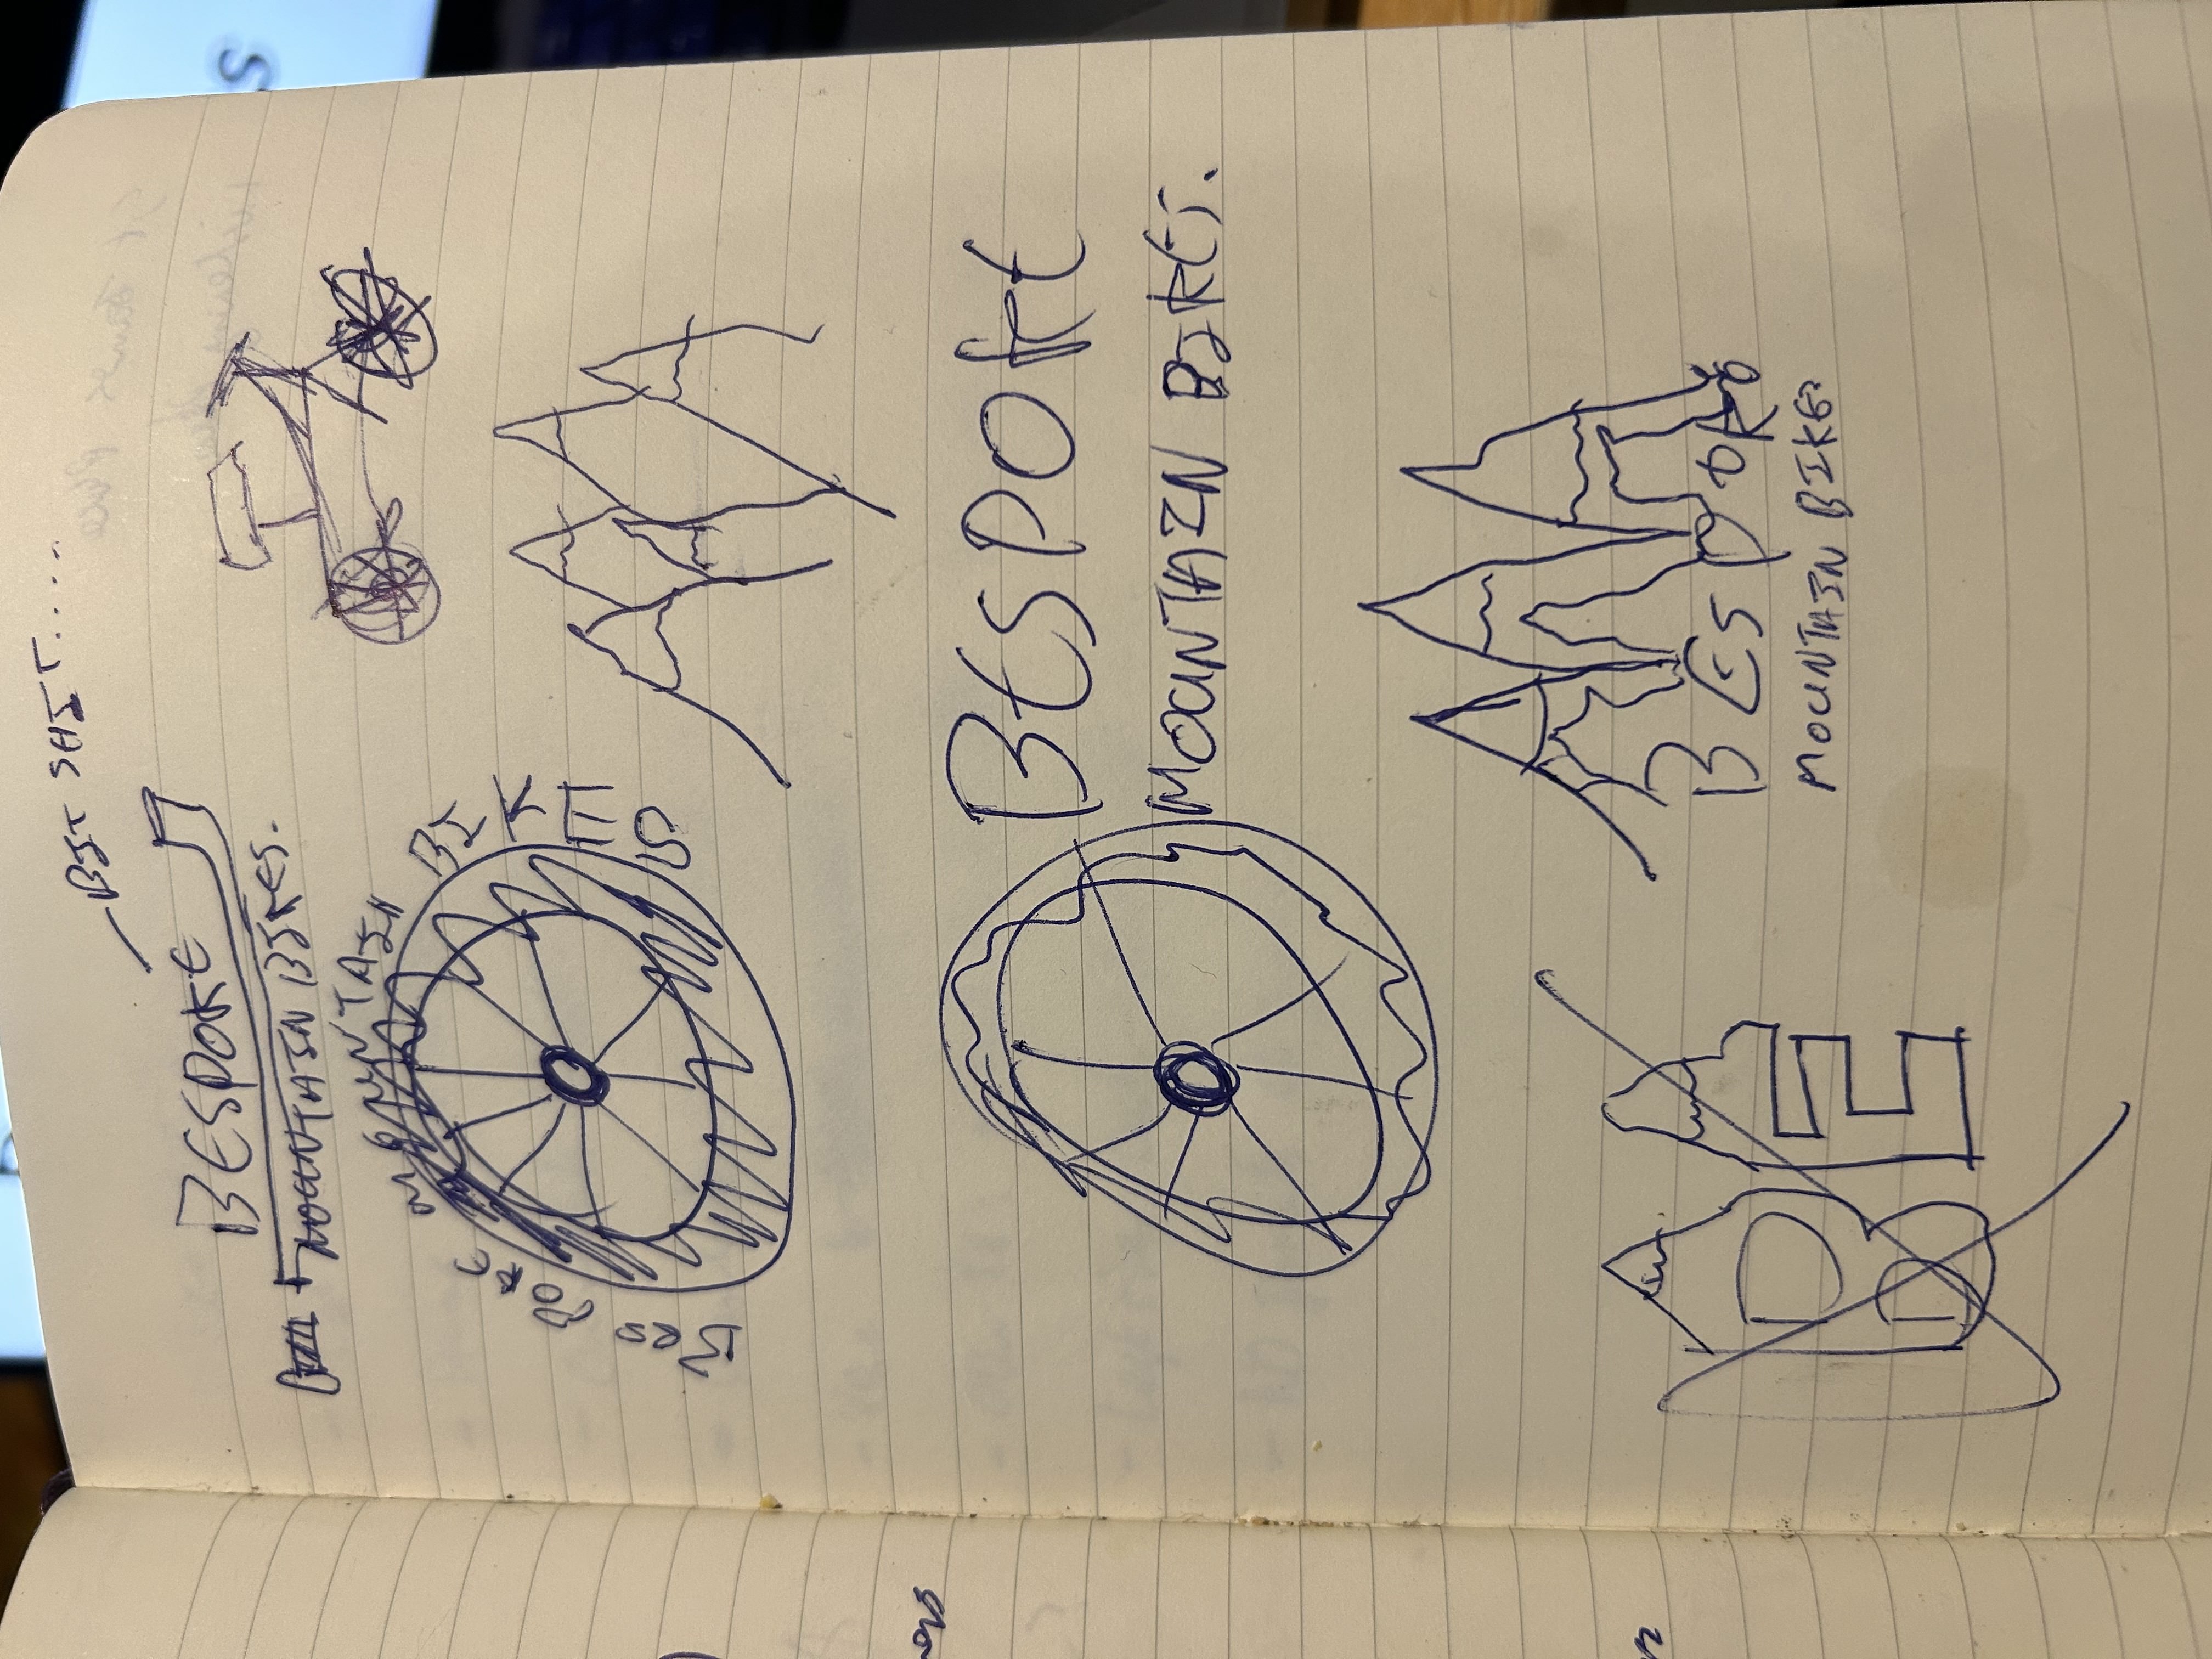 BIT SHIT.....
BESPOKE
MOUNTAIN BIKES.
BESPOKE MOUNTAIN BIKES
BESPOKE
MOUNTAIN BIKES.
BE
BESPOKE
MOUNTAIN BIKES
S